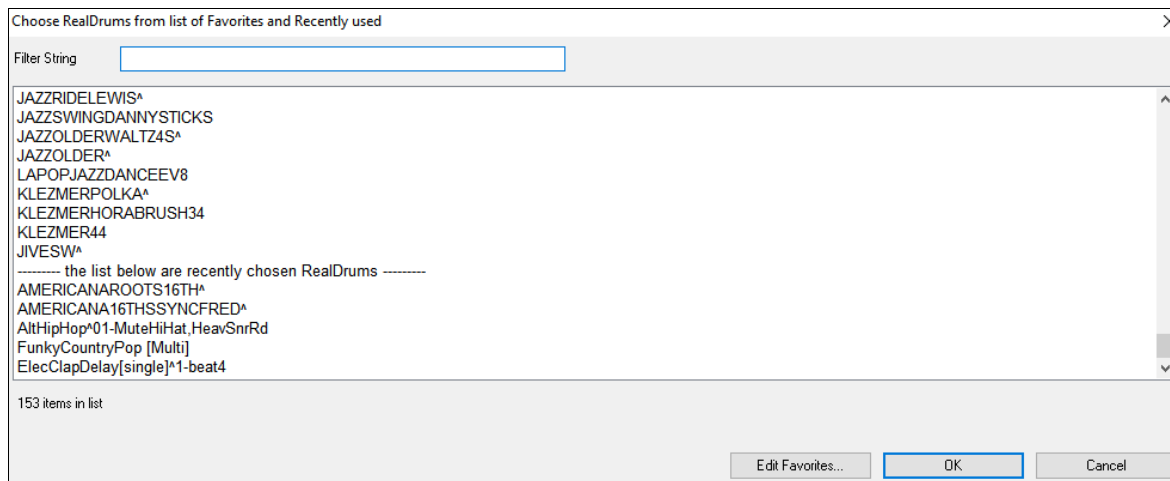 Choose RealDrums from list of Favorites and Recently used
Filter String
JAZZRIDELEWIS^
JAZZSWINGDANNYSTICKS
JAZZOLDERWALTZ4S^
JAZZOLDER^
LAPOPJAZZDANCEEV8
KLEZMERPOLKA^
KLEZMERHORABRUSH34
KLEZMER44
JIVESW^
--------- the list below are recently chosen RealDrums ---------
AMERICANAROOTS16TH^
AMERICANA16THSSYNCFRED^
AltHipHop^01-MuteHiHat,HeavSnrRd
FunkyCountryPop [Multi]
ElecClapDelay[single]^1-beat4
153 items in list
Edit Favorites... OK Cancel